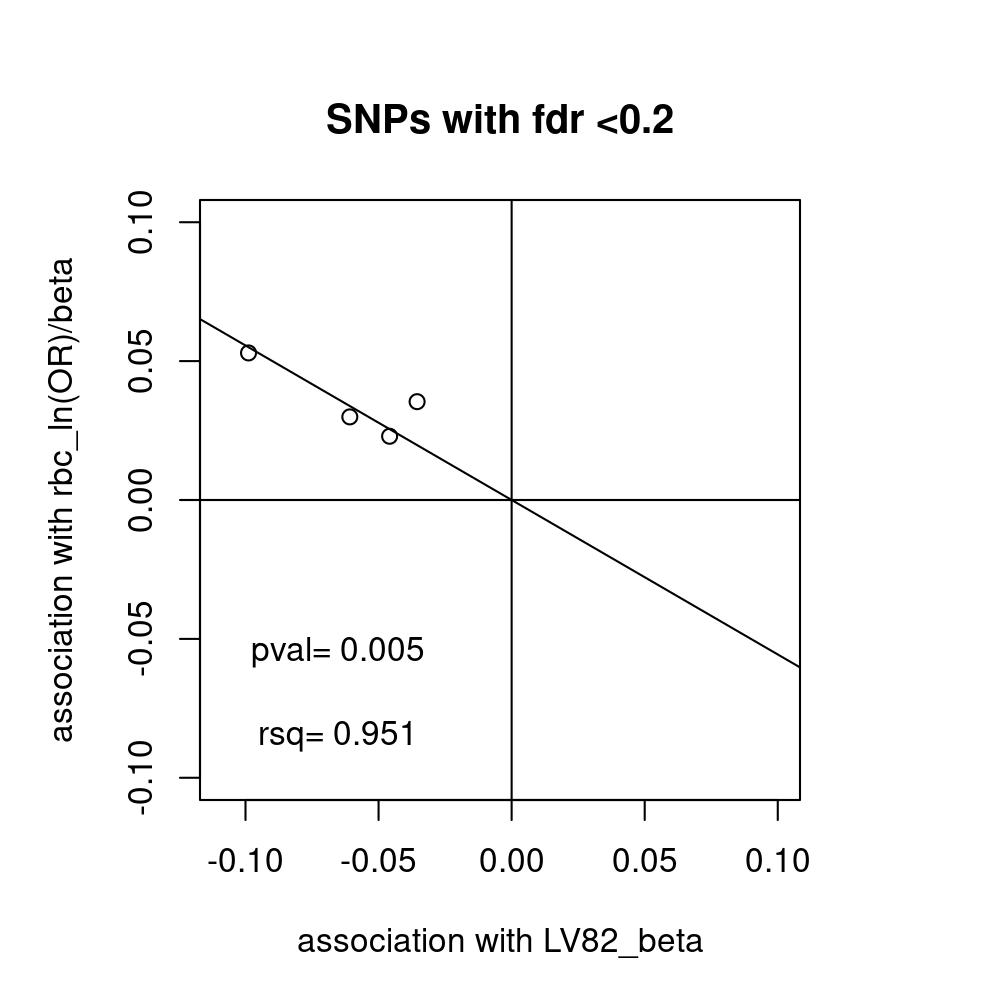 SNPs with fdr <0.2
association with rbc_ln(OR)/beta
0.10
0.05
0.00
-0.05
-0.10
pval= 0.005
rsq= 0.951
-0.10 -0.05 0.00 0.05 0.10
association with LV82_beta